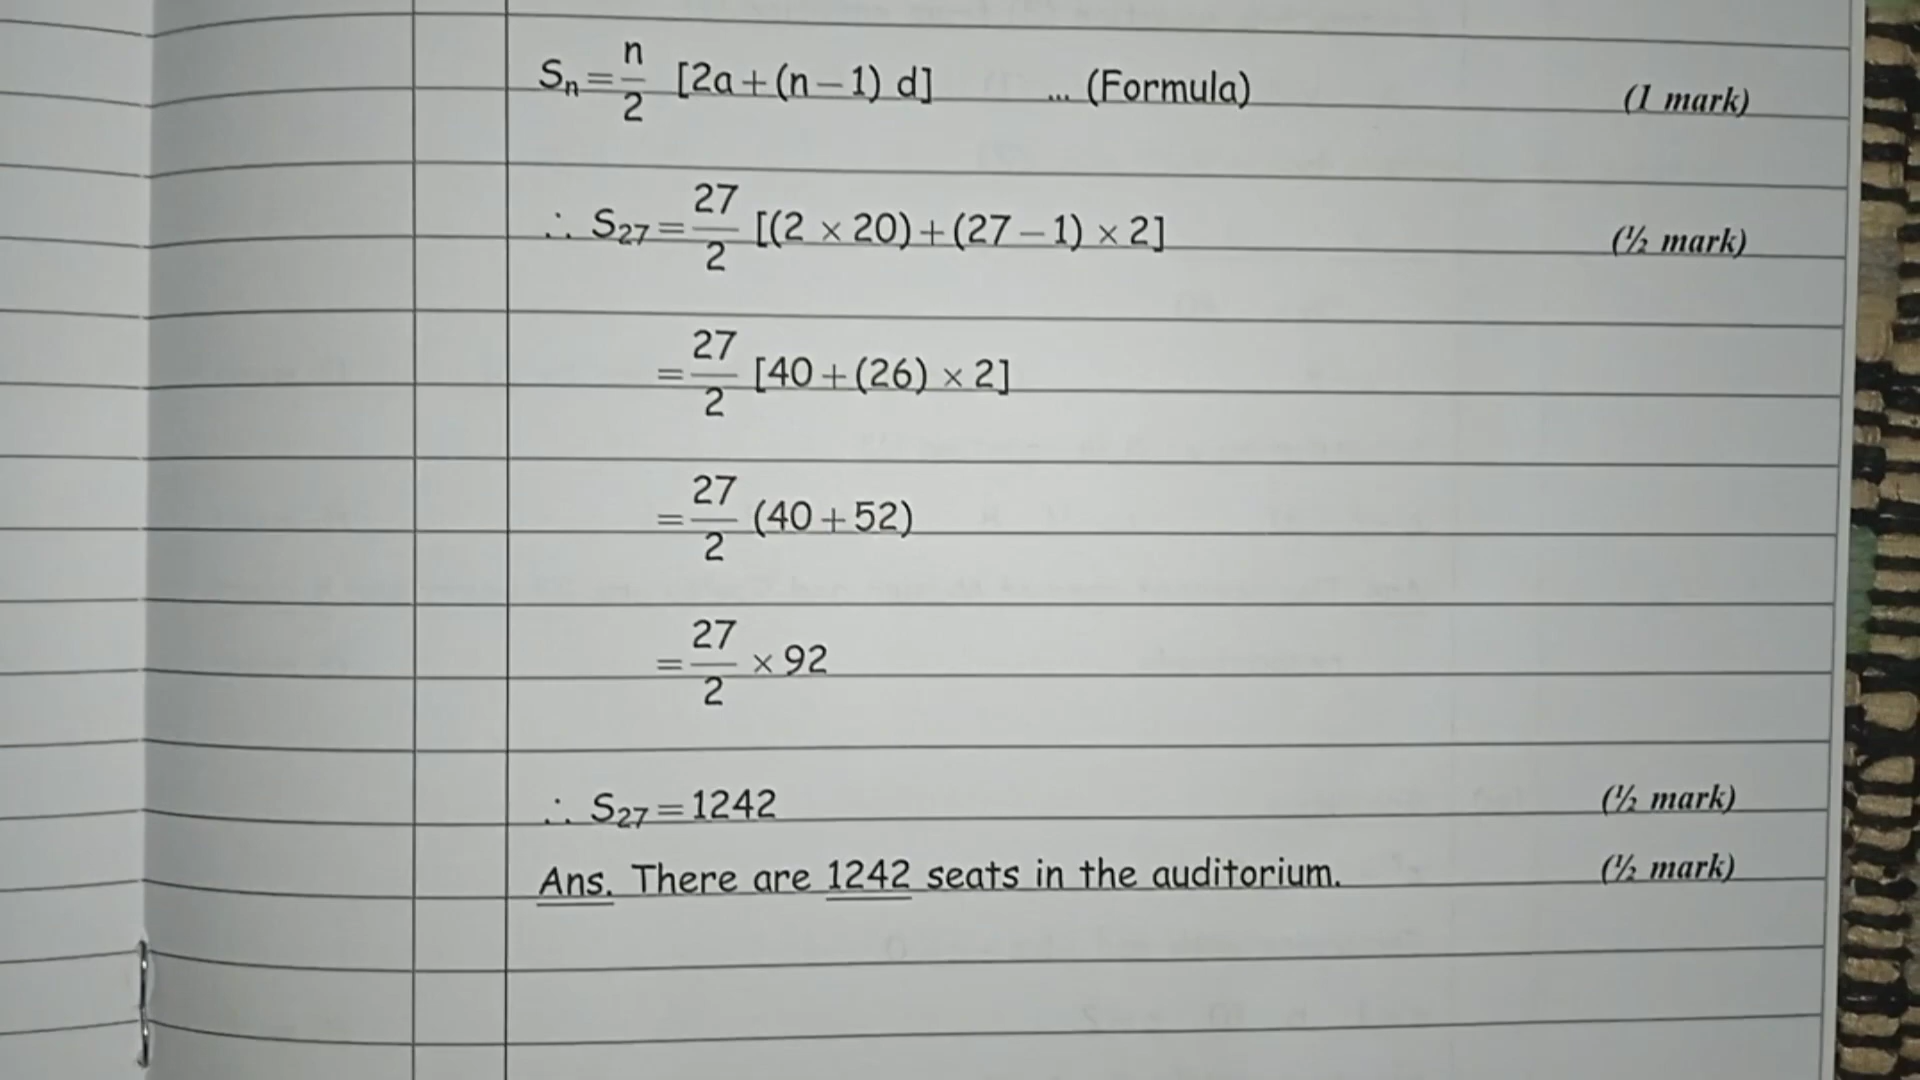 Sn = n/2 [2a + (n – 1) d] ... (Formula) (1 mark)
∴ S27 = 27/2 [(2 × 20) + (27 – 1) × 2] (½ mark)
= 27/2 [40 + (26) × 2]
= 27/2 (40 + 52)
= 27/2 × 92
∴ S27 = 1242 (½ mark)
Ans. There are 1242 seats in the auditorium. (½ mark)